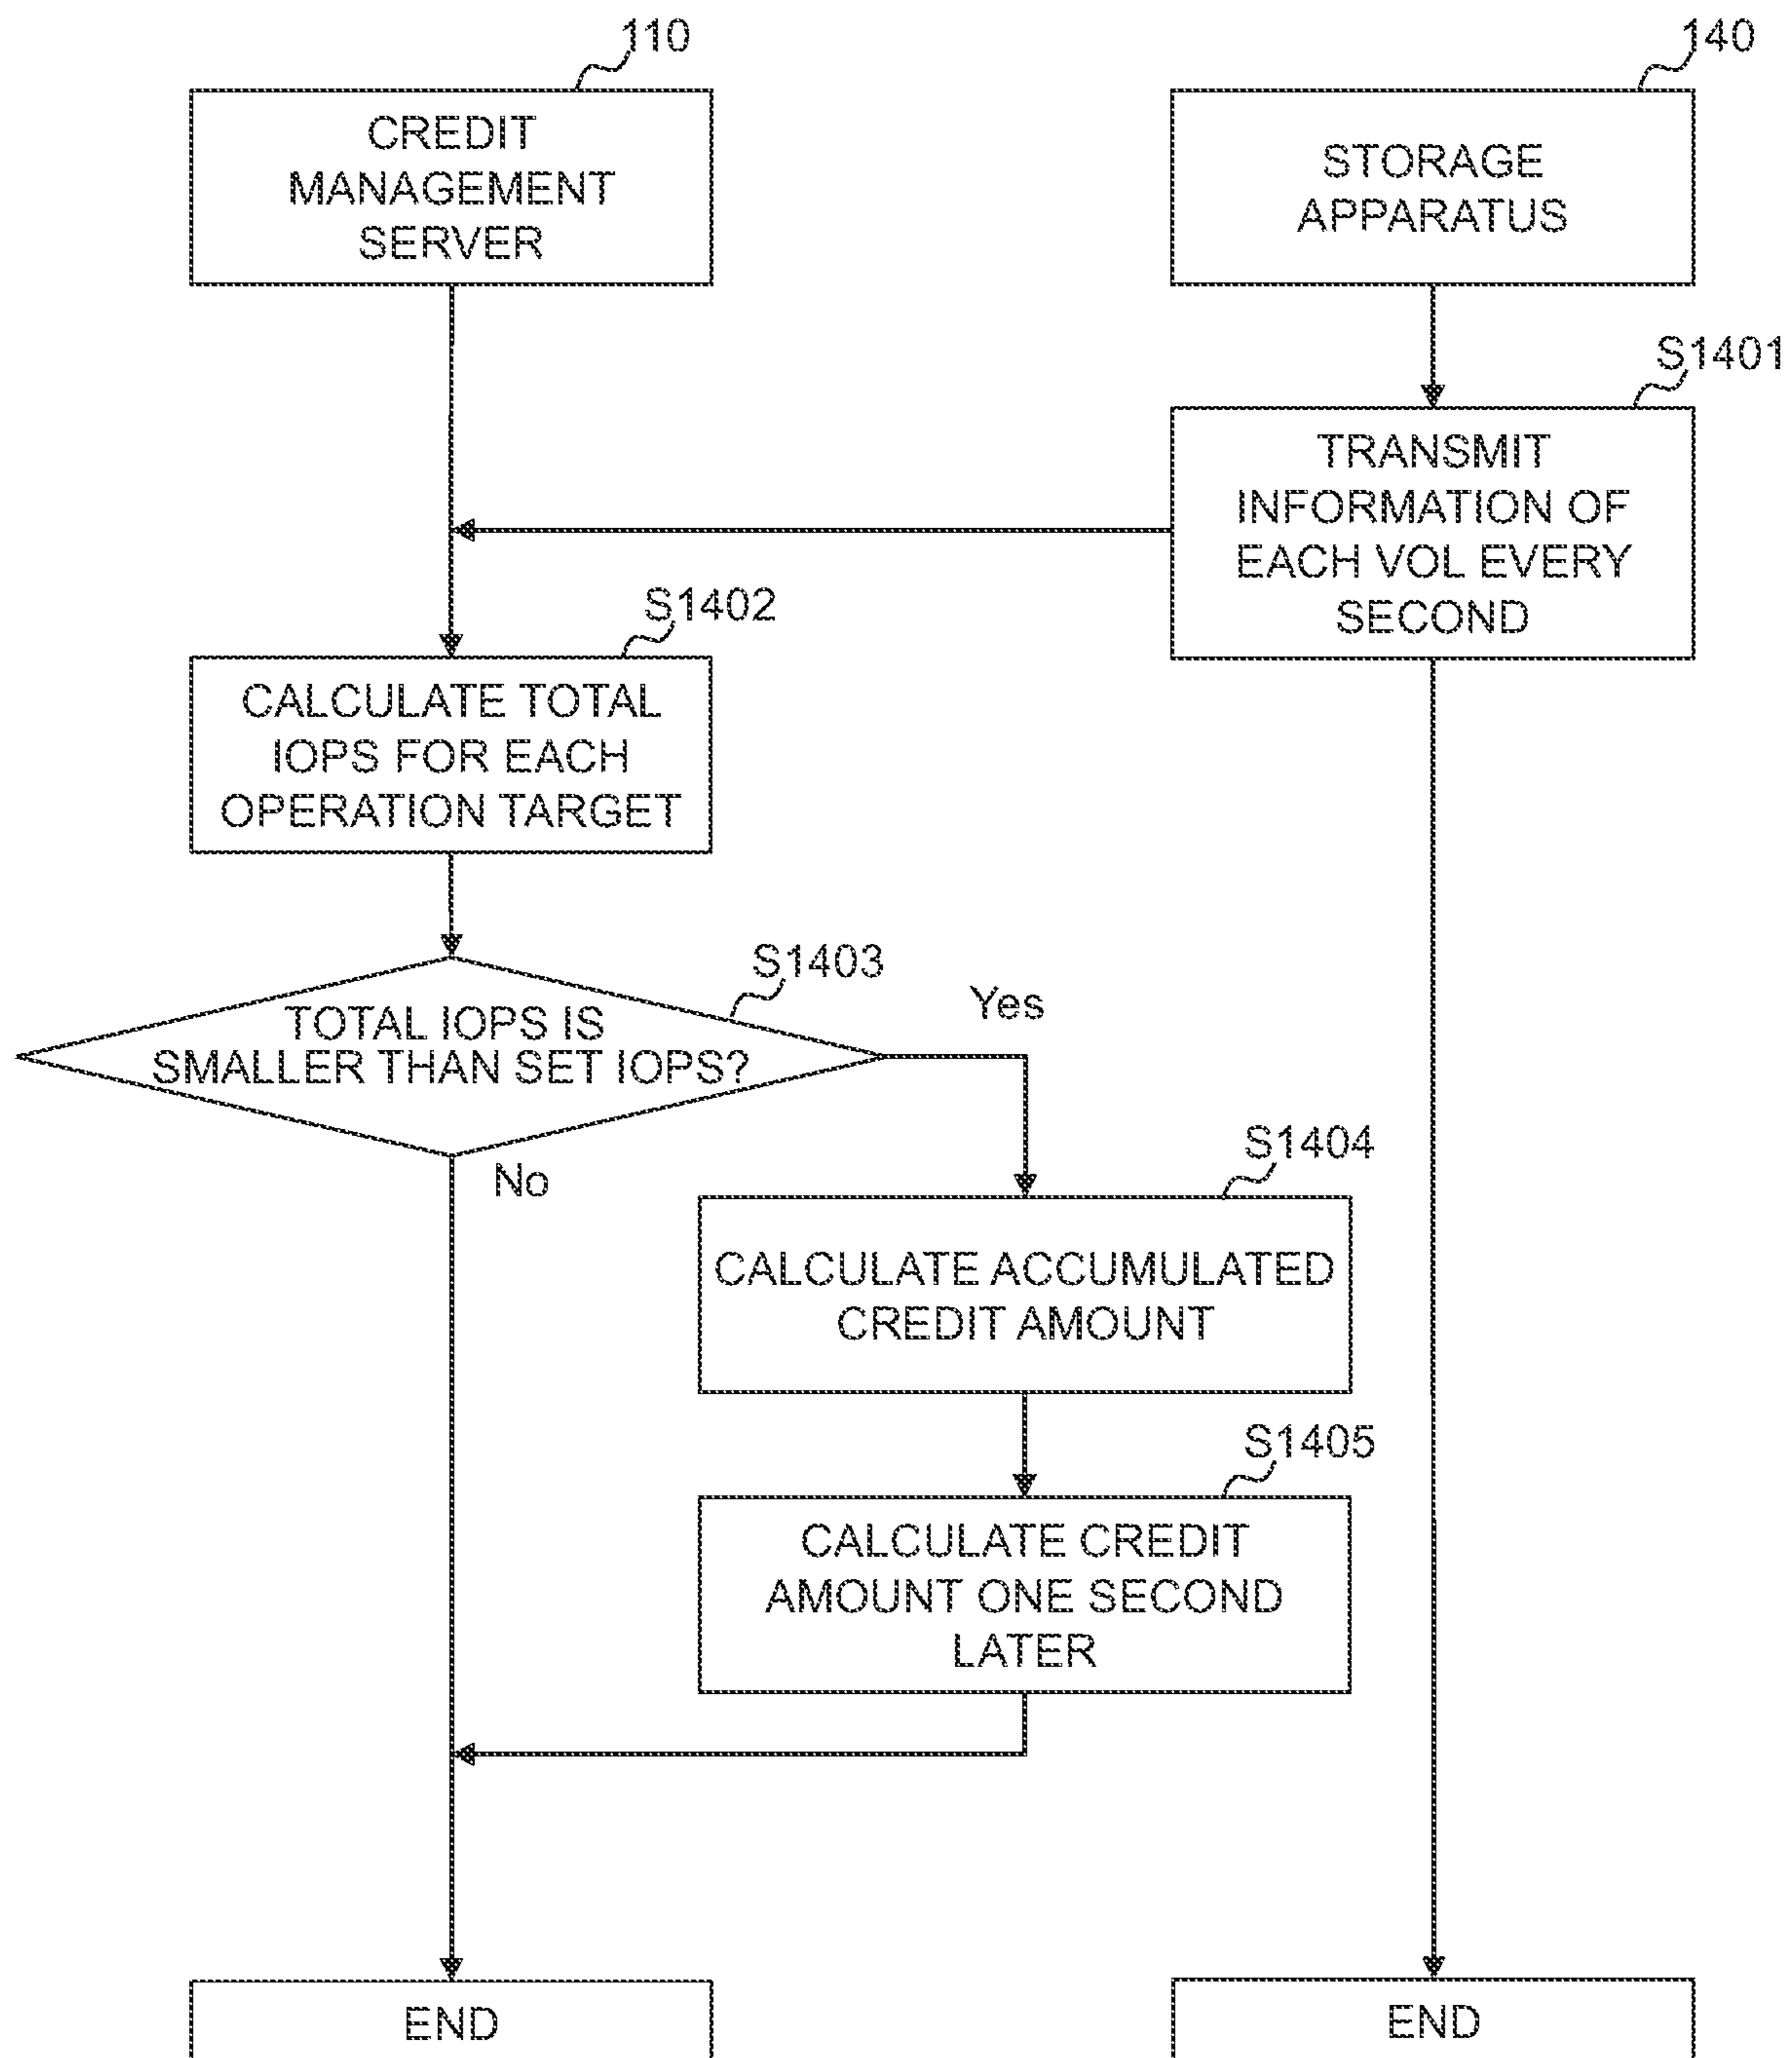 110
140
CREDIT
MANAGEMENT
SERVER
STORAGE
APPARATUS
S1401
TRANSMIT
INFORMATION OF
EACH VOL EVERY
SECOND
S1402
CALCULATE TOTAL
IOPS FOR EACH
OPERATION TARGET
S1403
TOTAL IOPS IS
SMALLER THAN SET IOPS?
Yes
No
S1404
CALCULATE ACCUMULATED
CREDIT AMOUNT
S1405
CALCULATE CREDIT
AMOUNT ONE SECOND
LATER
END
END